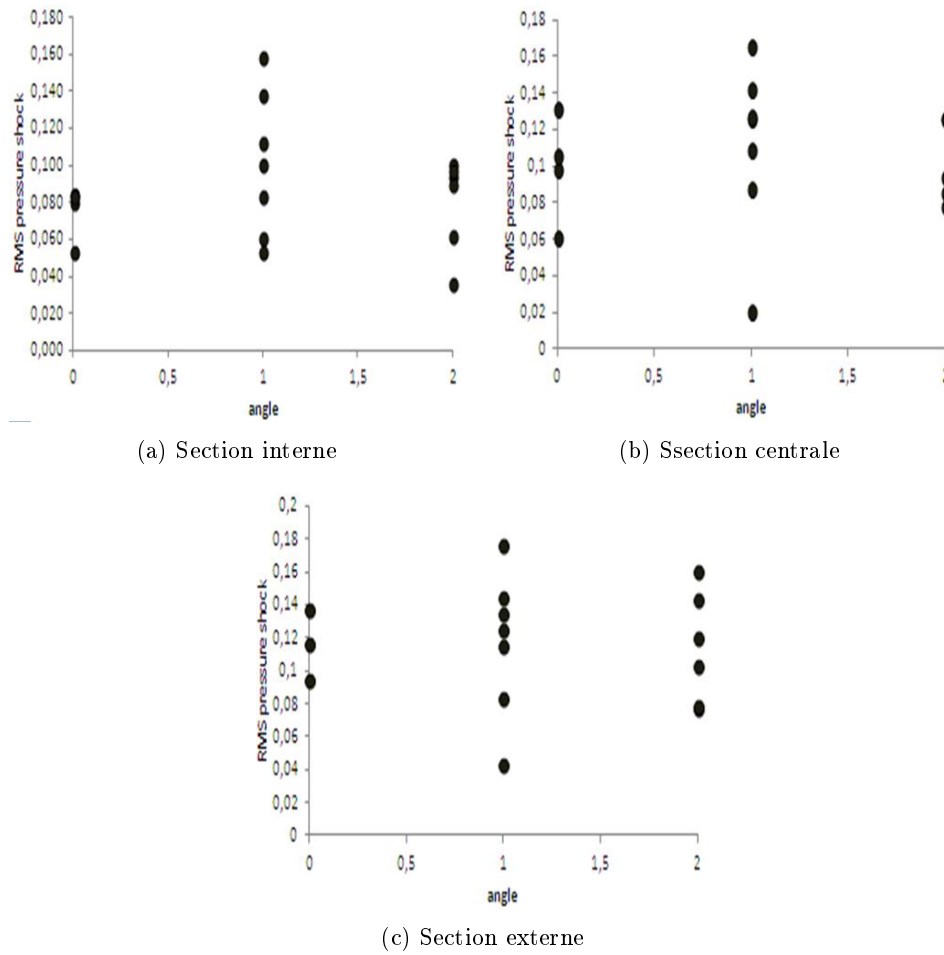 0,180
0,160
0,140
0,120
0,100
0,080
0,060
0,040
0,020
0,000
RMS pressure shock
0 0,5 1 1,5 2
angle
(a) Section interne
0,18
0,16
0,14
0,12
0,1
0,08
0,06
0,04
0,02
0
RMS pressure shock
0 0,5 1 1,5
angle
(b) Ssection centrale
0,2
0,18
0,16
0,14
0,12
0,1
0,08
0,06
0,04
0,02
0
RMS pressure shock
0 0,5 1 1,5 2
angle
(c) Section externe